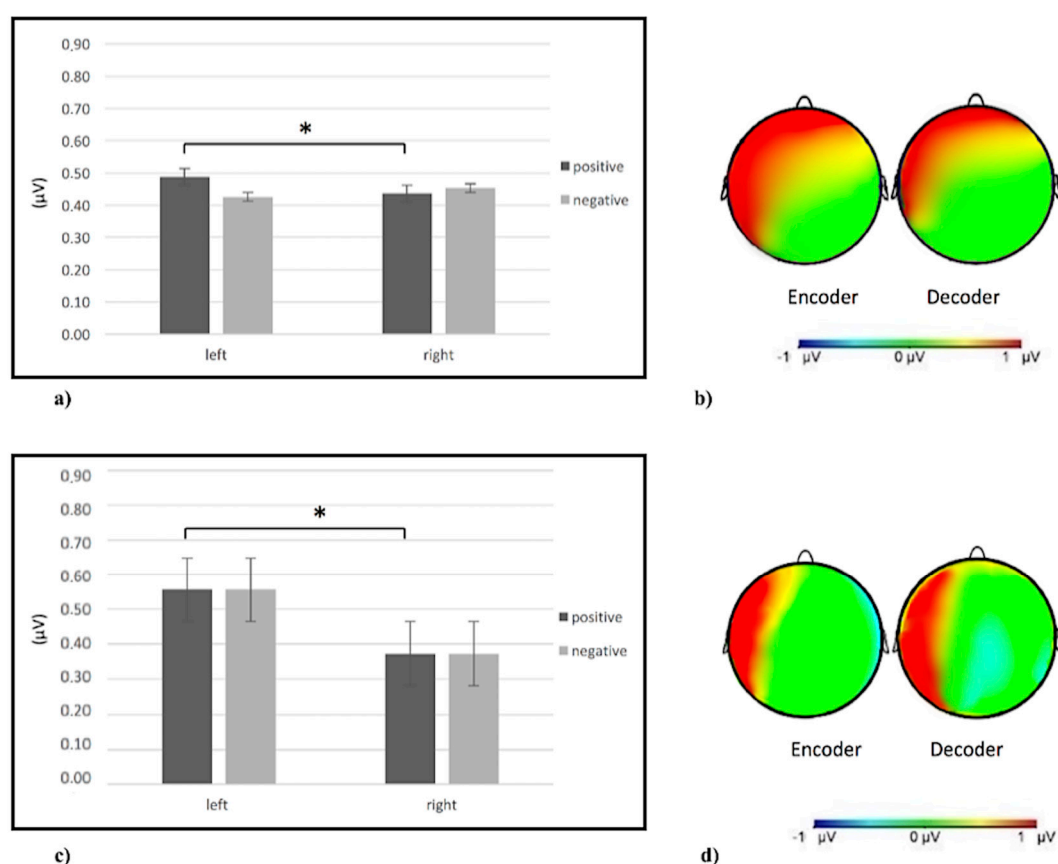 0.90
0.80
0.70
0.60
0.50
0.40
0.30
0.20
0.10
0.00
(µV)
*
positive
negative
left
right
a)
Encoder
Decoder
-1 µV
0 µV
1 µV
b)
0.90
0.80
0.70
0.60
0.50
0.40
0.30
0.20
0.10
0.00
(µV)
*
positive
negative
left
right
c)
Encoder
Decoder
-1 µV
0 µV
1 µV
d)